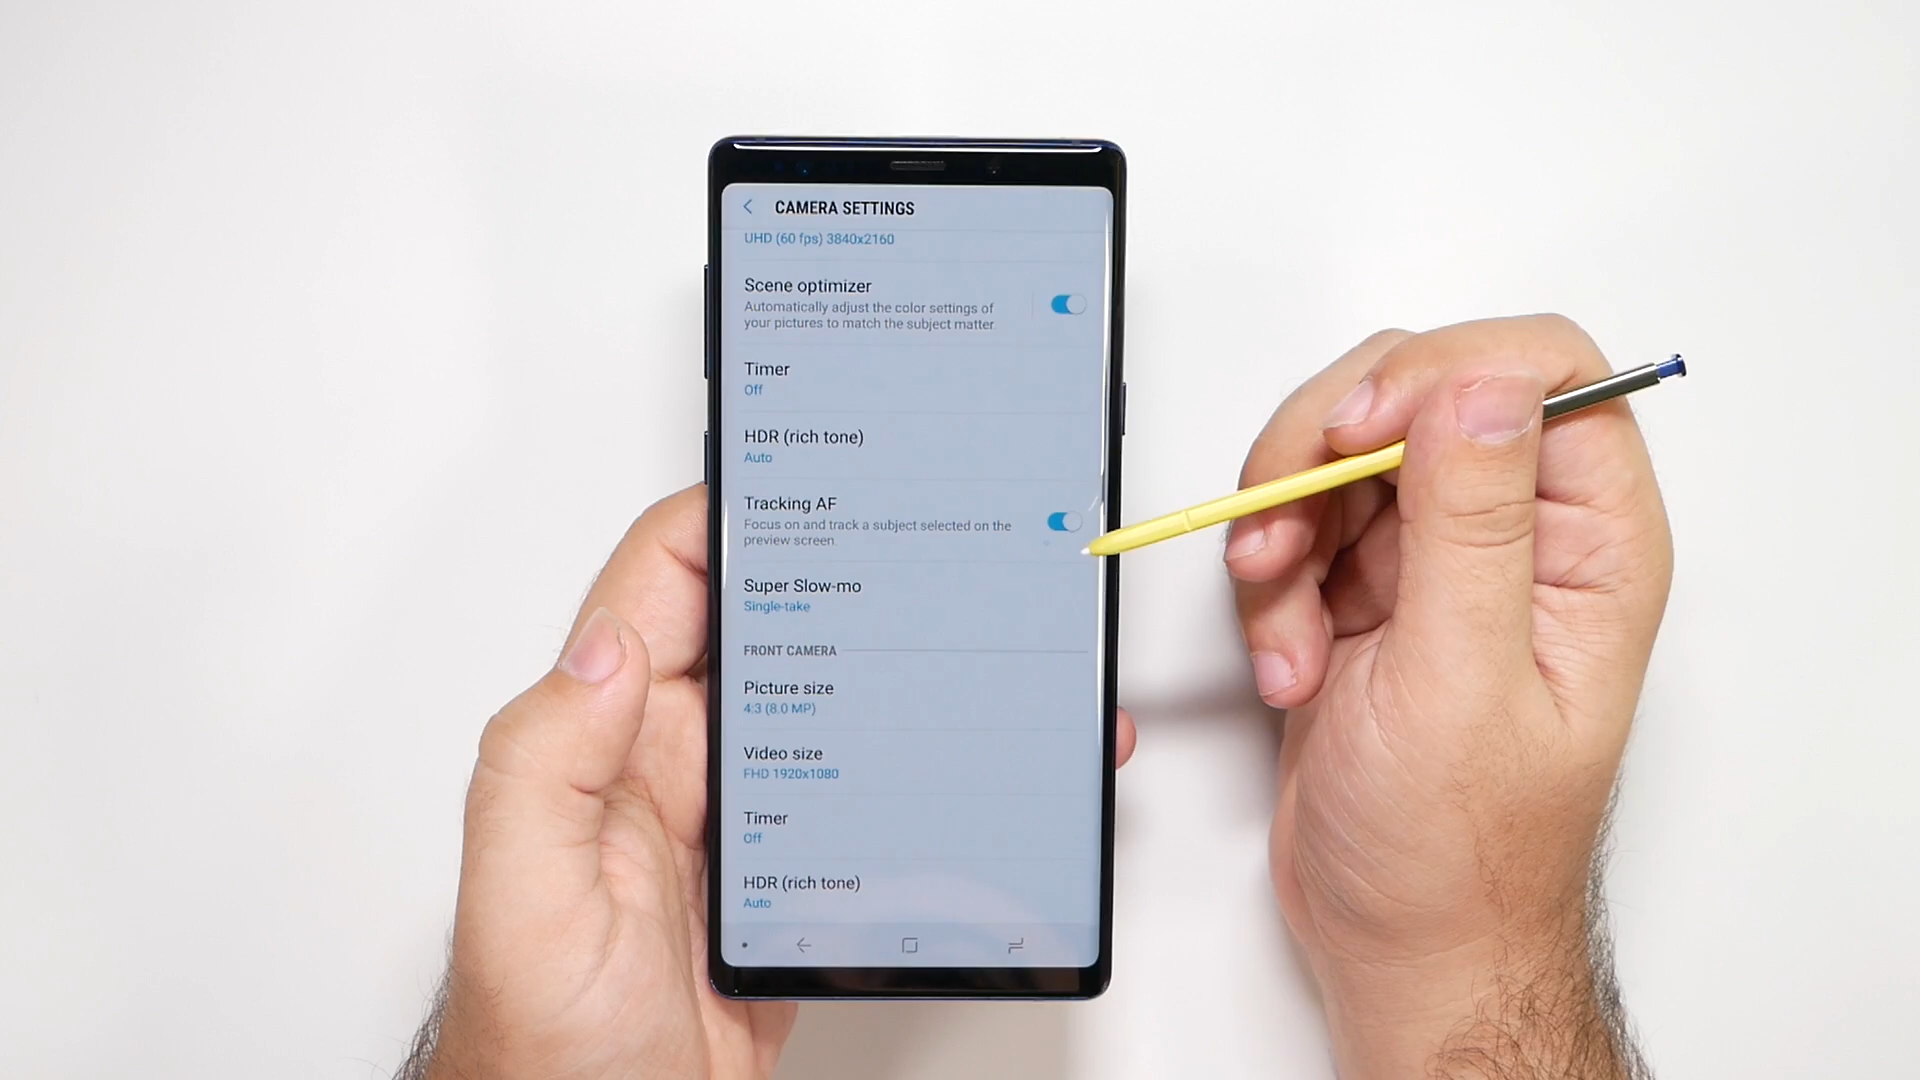 CAMERA SETTINGS
UHD (60 fps) 3840x2160
Scene optimizer
Automatically adjust the color settings of
your pictures to match the subject matter.
Timer
Off
HDR (rich tone)
Auto
Tracking AF
Focus on and track a subject selected on the
preview screen.
Super Slow-mo
Single-take
FRONT CAMERA
Picture size
4:3 (8.0 MP)
Video size
FHD 1920x1080
Timer
Off
HDR (rich tone)
Auto